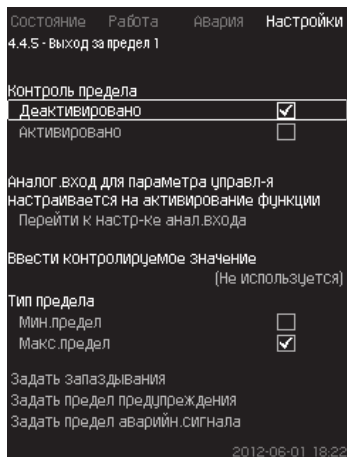 Состояние Работа Авария Настройки
4.4.5 - Выход за предел 1
Контроль предела
Деактивировано
Активировано
Аналог.вход для параметра управл-я
настраивается на активирование функции
Перейти к настр-ке анал.входа
Ввести контролируемое значение
(Не используется)
Тип предела
Мин.предел
Макс.предел
Задать запаздывания
Задать предел предупреждения
Задать предел аварийн.сигнала
2012-06-01 18:22